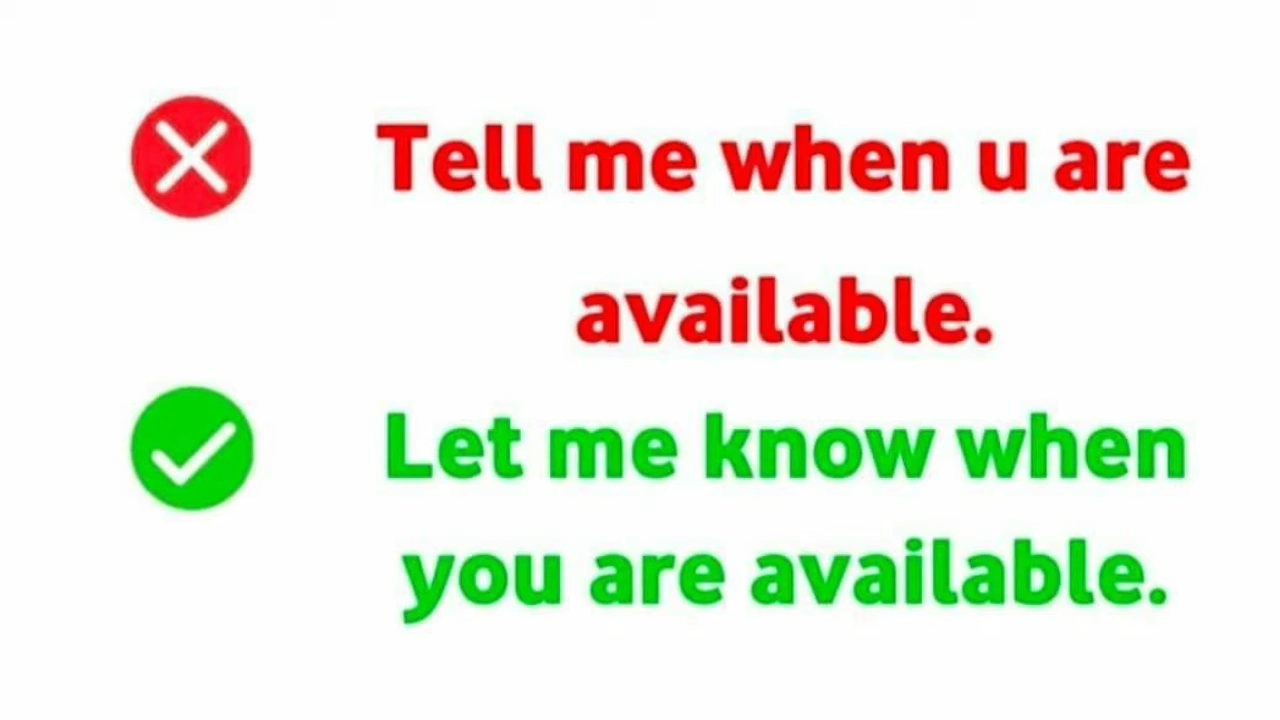 Tell me when u are
available.
Let me know when
you are available.